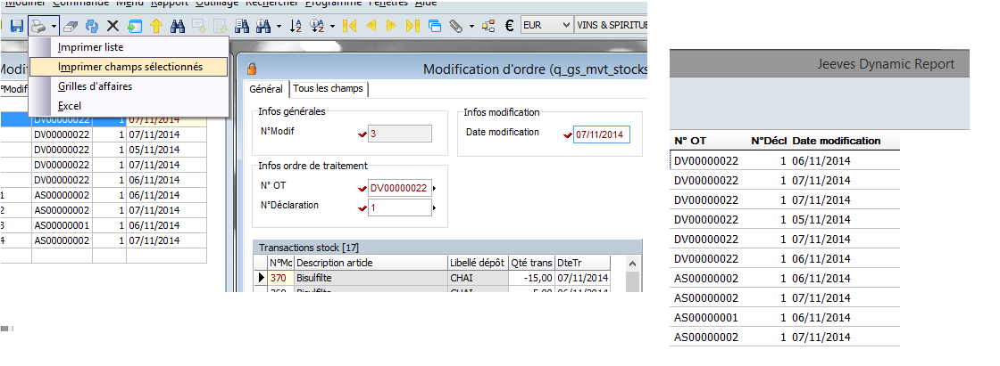 Modifier Commande Menu Rapport Outillage Rechercher Programme Fenêtres Aide
EUR VINS & SPIRITUE
Imprimer liste
Imprimer champs sélectionnés
Grilles d'affaires
Excel
Modif
N°Modif
DV00000022 1 07/11/2014
DV00000022 1 07/11/2014
DV00000022 1 05/11/2014
DV00000022 1 07/11/2014
DV00000022 1 06/11/2014
1 AS00000002 1 06/11/2014
2 AS00000002 1 07/11/2014
3 AS00000001 1 06/11/2014
4 AS00000002 1 07/11/2014
Modification d'ordre (q_gs_mvt_stocks
Général Tous les champs
Infos générales
N°Modif 3
Infos modification
Date modification 07/11/2014
Infos ordre de traitement
N° OT DV00000022
N°Déclaration 1
Transactions stock [17]
N°Mc Description article Libellé dépôt Qté trans DteTr
370 Bisulfilte CHAI -15,00 07/11/2014
369 Bisulfilte CHAI 5,00 06/11/2014
Jeeves Dynamic Report
N° OT N°Décl Date modification
DV00000022 1 06/11/2014
DV00000022 1 07/11/2014
DV00000022 1 07/11/2014
DV00000022 1 05/11/2014
DV00000022 1 07/11/2014
DV00000022 1 06/11/2014
AS00000002 1 06/11/2014
AS00000002 1 07/11/2014
AS00000001 1 06/11/2014
AS00000002 1 07/11/2014